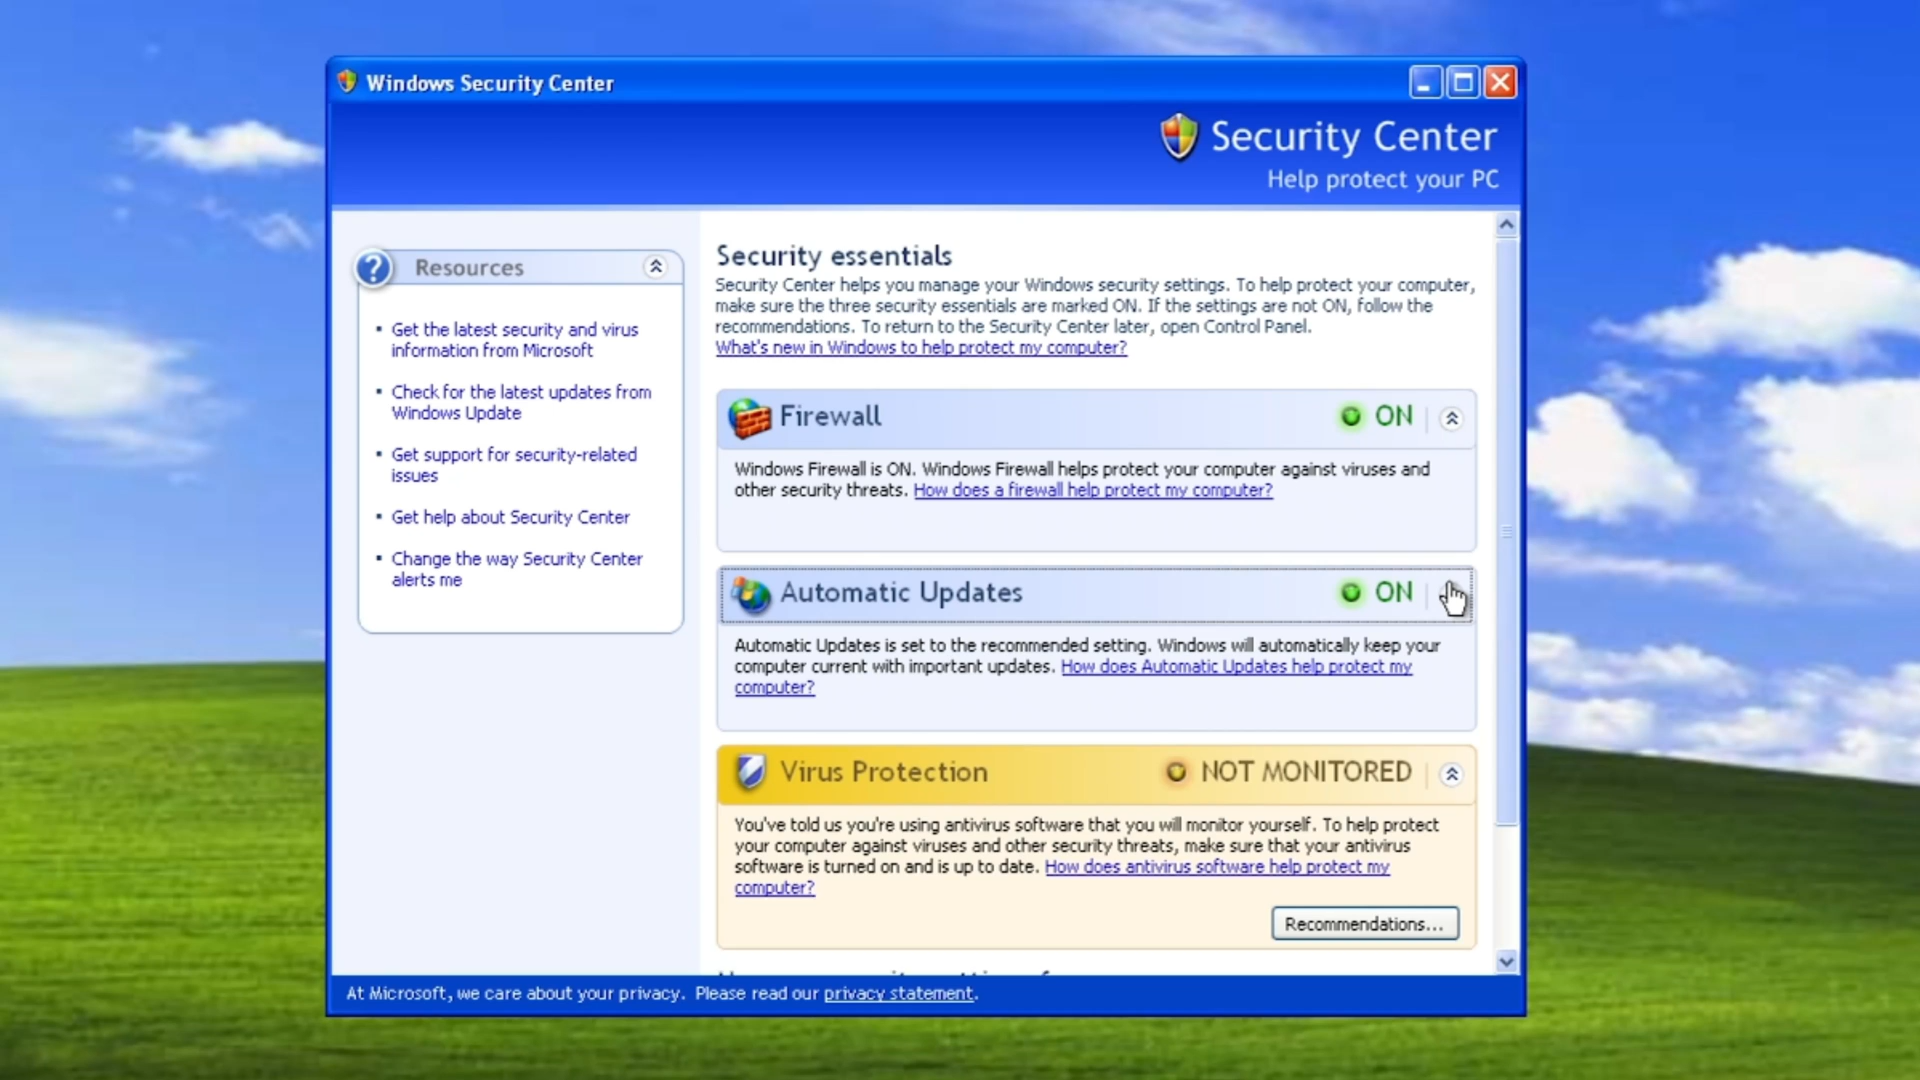 Windows Security Center
Security Center
Help protect your PC
Resources
Get the latest security and virus
information from Microsoft
Check for the latest updates from
Windows Update
Get support for security-related
issues
Get help about Security Center
Change the way Security Center
alerts me
Security essentials
Security Center helps you manage your Windows security settings. To help protect your computer,
make sure the three security essentials are marked ON. If the settings are not ON, follow the
recommendations. To return to the Security Center later, open Control Panel.
What's new in Windows to help protect my computer?
Firewall ON
Windows Firewall is ON. Windows Firewall helps protect your computer against viruses and
other security threats. How does a firewall help protect my computer?
Automatic Updates ON
Automatic Updates is set to the recommended setting. Windows will automatically keep your
computer current with important updates. How does Automatic Updates help protect my
computer?
Virus Protection NOT MONITORED
You've told us you're using antivirus software that you will monitor yourself. To help protect
your computer against viruses and other security threats, make sure that your antivirus
software is turned on and is up to date. How does antivirus software help protect my
computer?
Recommendations...
At Microsoft, we care about your privacy. Please read our privacy statement.